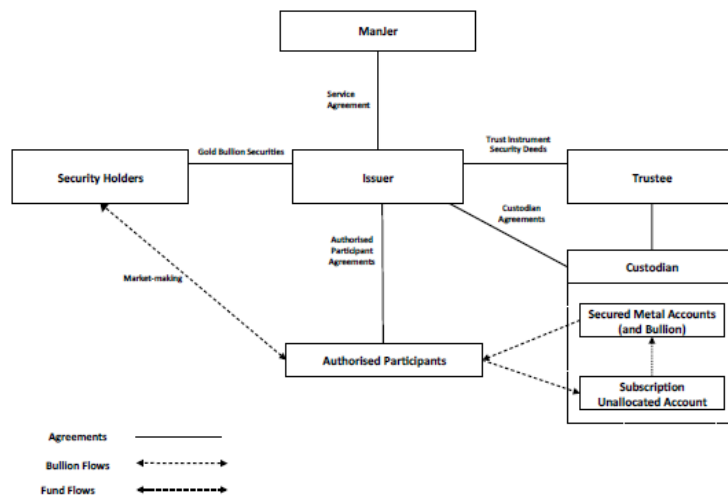 ManJer
Service
Agreement
Gold Bullion Securities
Trust Instrument
Security Deeds
Security Holders
Issuer
Trustee
Custodian
Agreements
Authorised
Participant
Agreements
Custodian
Market-making
Secured Metal Accounts
(and Bullion)
Authorised Participants
Subscription
Unallocated Account
Agreements
Bullion Flows
Fund Flows